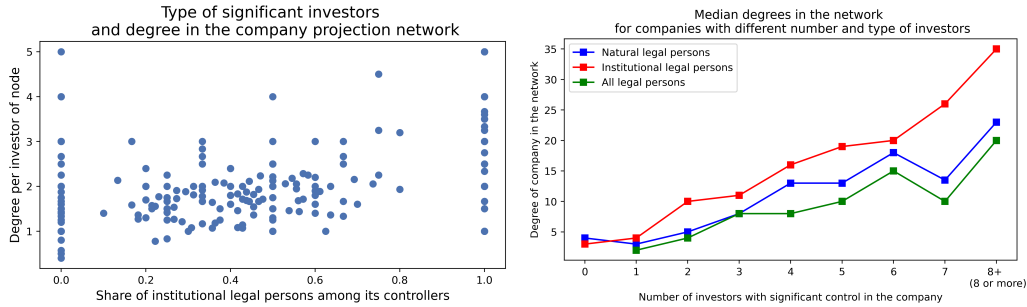 Type of significant investors
and degree in the company projection network
Degree per investor of node
5
4
3
2
1
0.0
0.2
0.4
0.6
0.8
1.0
Share of institutional legal persons among its controllers
Median degrees in the network
for companies with different number and type of investors
Natural legal persons
Institutional legal persons
All legal persons
Degree of company in the network
35
30
25
20
15
10
5
0
1
2
3
4
5
6
7
8+
(8 or more)
Number of investors with significant control in the company